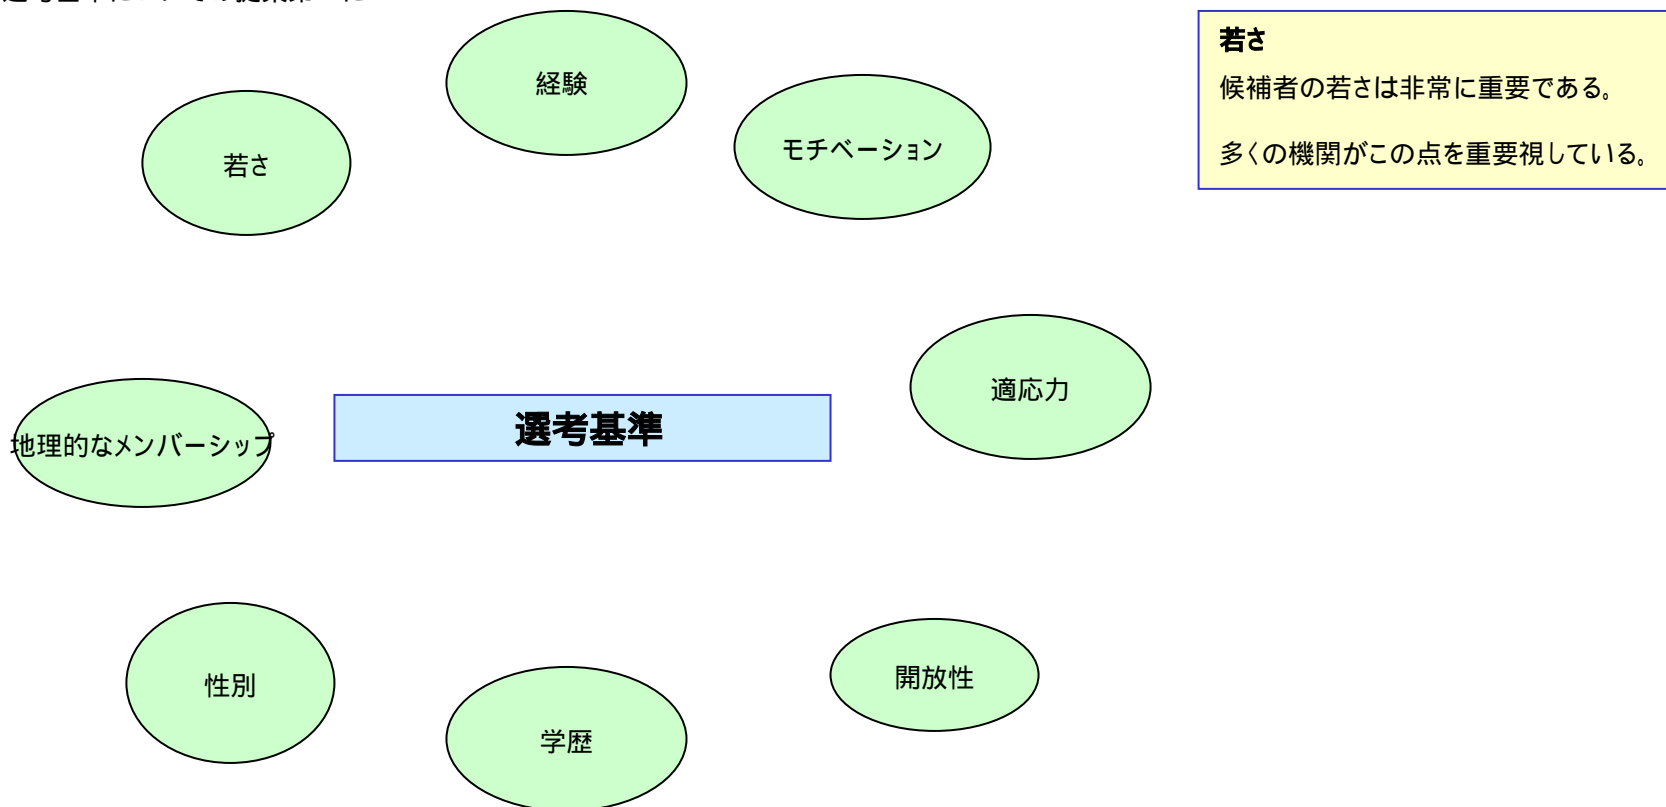 経験
若さ
モチベーション
若さ
候補者の若さは非常に重要である。
多くの機関がこの点を重要視している。
適応力
選考基準
地理的なメンバーシップ
開放性
性別
学歴